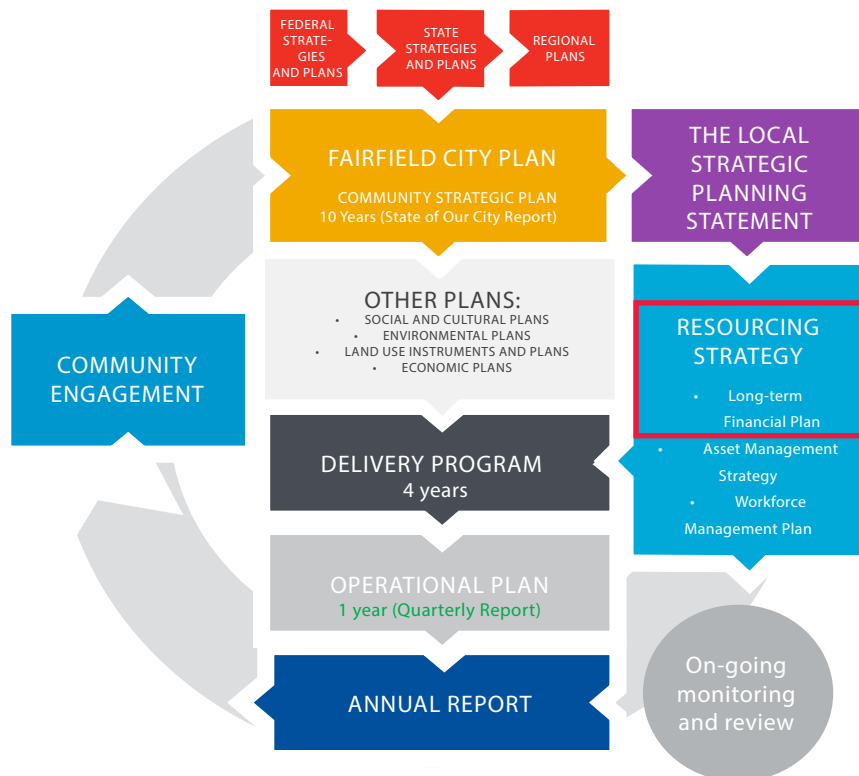 FEDERAL
STRATE-
GIES
AND PLANS
STATE
STRATEGIES
AND PLANS
REGIONAL
PLANS
FAIRFIELD CITY PLAN
COMMUNITY STRATEGIC PLAN
10 Years (State of Our City Report)
THE LOCAL
STRATEGIC
PLANNING
STATEMENT
OTHER PLANS:
• SOCIAL AND CULTURAL PLANS
• ENVIRONMENTAL PLANS
• LAND USE INSTRUMENTS AND PLANS
• ECONOMIC PLANS
RESOURCING
STRATEGY
• Long-term
Financial Plan
• Asset Management
Strategy
• Workforce
Management Plan
COMMUNITY
ENGAGEMENT
DELIVERY PROGRAM
4 years
OPERATIONAL PLAN
1 year (Quarterly Report)
ANNUAL REPORT
On-going
monitoring
and review